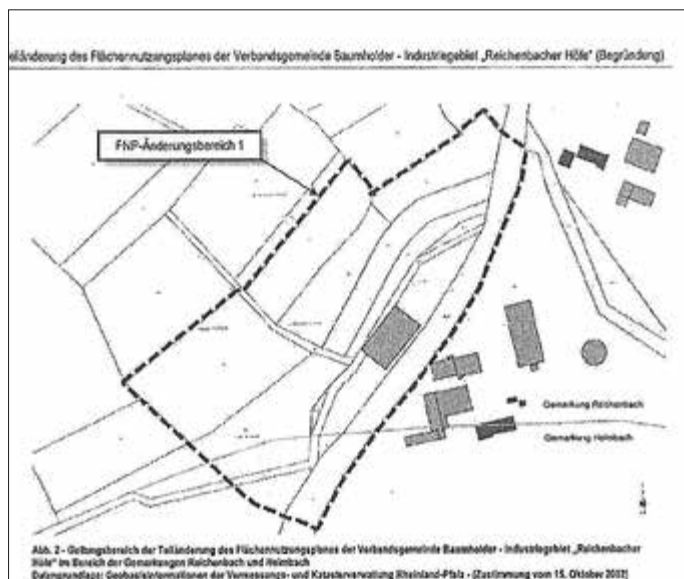 eiländerung des Flächennutzungsplanes der Verbandsgemeinde Baumholder - Industriegebiet „Reichenbacher Hölle" (Begründung)
FNP-Änderungsbereich 1
Gemarkung Reichenbach
Gemarkung Heimbach
Abb. 2 - Geltungsbereich der Teiländerung des Flächennutzungsplanes der Verbandsgemeinde Baumholder - Industriegebiet „Reichenbacher
Hölle" im Bereich der Gemarkungen Reichenbach und Heimbach
Datengrundlage: Geobasisinformationen der Vermessungs- und Katasterverwaltung Rheinland-Pfalz - (Zustimmung vom 15. Oktober 2002)